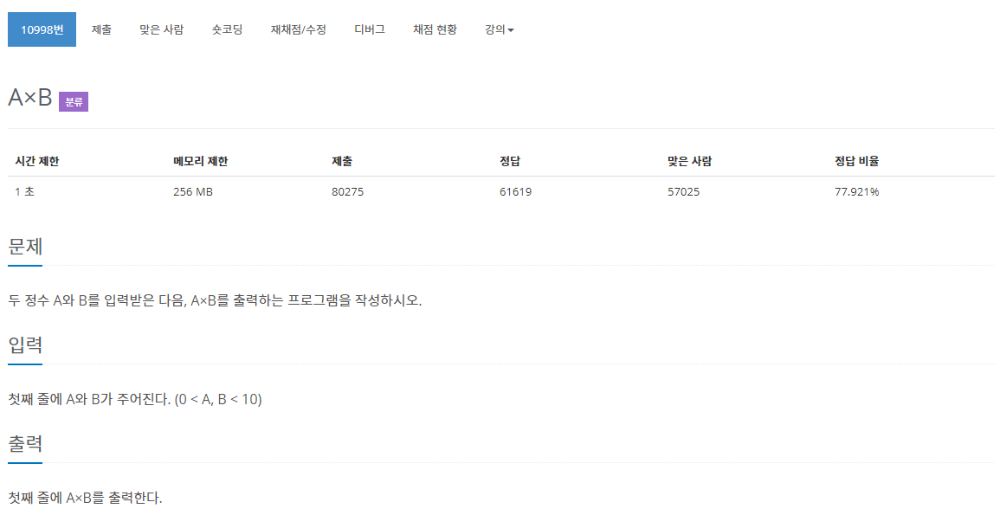 10998번 제출 맞은 사람 숏코딩 재채점/수정 디버그 채점 현황 강의
A×B 분류
시간 제한 메모리 제한 제출 정답 맞은 사람 정답 비율
1 초 256 MB 80275 61619 57025 77.921%
문제
두 정수 A와 B를 입력받은 다음, A×B를 출력하는 프로그램을 작성하시오.
입력
첫째 줄에 A와 B가 주어진다. (0 < A, B < 10)
출력
첫째 줄에 A×B를 출력한다.